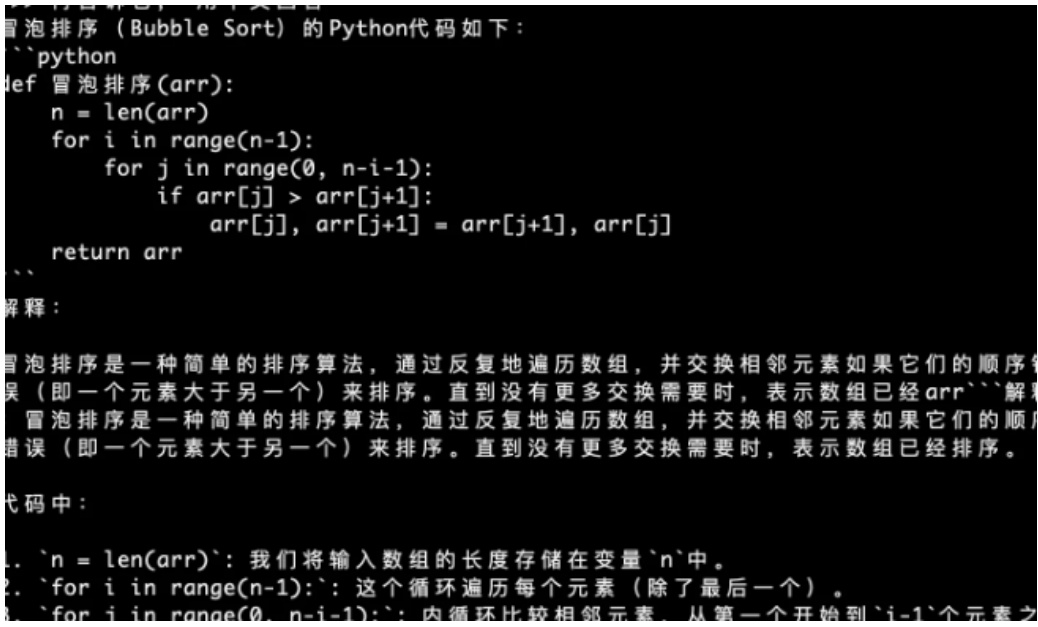 冒泡排序（Bubble Sort）的Python代码如下：
```python
def 冒泡排序(arr):
    n = len(arr)
    for i in range(n-1):
        for j in range(0, n-i-1):
            if arr[j] > arr[j+1]:
                arr[j], arr[j+1] = arr[j+1], arr[j]
    return arr
```
解释：
冒泡排序是一种简单的排序算法，通过反复地遍历数组，并交换相邻元素如果它们的顺序错
误（即一个元素大于另一个）来排序。直到没有更多交换需要时，表示数组已经arr```解释
冒泡排序是一种简单的排序算法，通过反复地遍历数组，并交换相邻元素如果它们的顺序
错误（即一个元素大于另一个）来排序。直到没有更多交换需要时，表示数组已经排序。
代码中：
1. `n = len(arr)`: 我们将输入数组的长度存储在变量`n`中。
2. `for i in range(n-1):`: 这个循环遍历每个元素（除了最后一个）。
3. `for j in range(0, n-i-1):`: 内循环比较相邻元素，从第一个开始到`i-1`个元素之